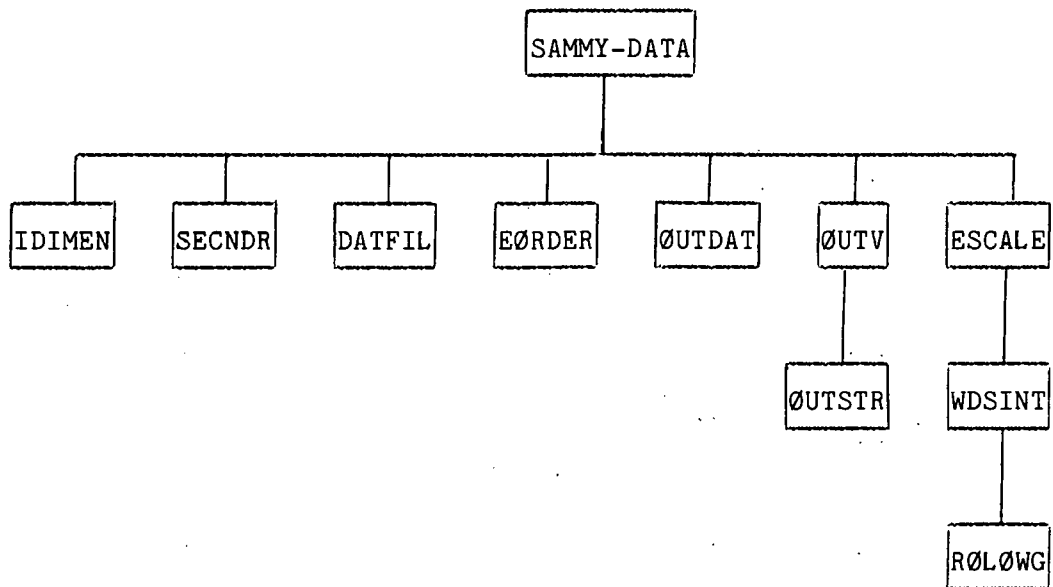 SAMMY-DATA
IDIMEN SECNDR DATFIL EØRDER ØUTDAT ØUTV ESCALE
ØUTSTR WDSINT
RØLØWG